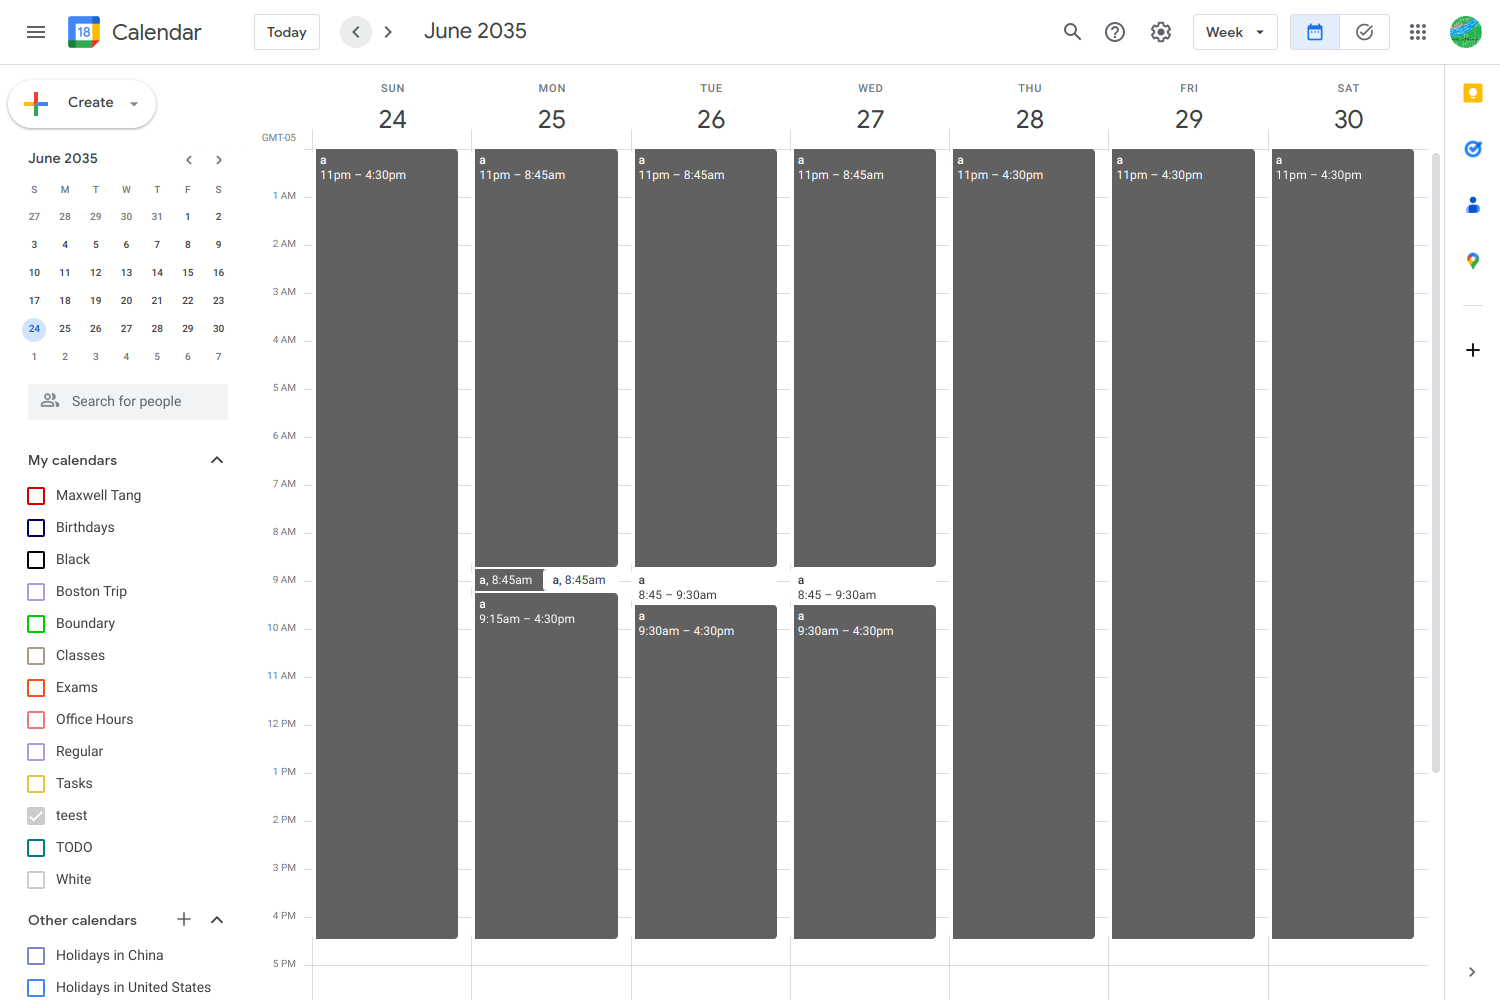 18 Calendar Today June 2035 Week
Create
June 2035
S M T W T F S
27 28 29 30 31 1 2
3 4 5 6 7 8 9
10 11 12 13 14 15 16
17 18 19 20 21 22 23
24 25 26 27 28 29 30
1 2 3 4 5 6 7
Search for people
My calendars
Maxwell Tang
Birthdays
Black
Boston Trip
Boundary
Classes
Exams
Office Hours
Regular
Tasks
teest
TODO
White
Other calendars
Holidays in China
Holidays in United States
SUN MON TUE WED THU FRI SAT
24 25 26 27 28 29 30
GMT-05
a a a a a a a
11pm – 4:30pm 11pm – 8:45am 11pm – 8:45am 11pm – 8:45am 11pm – 4:30pm 11pm – 4:30pm 11pm – 4:30pm
1 AM
2 AM
3 AM
4 AM
5 AM
6 AM
7 AM
8 AM
9 AM a, 8:45am a, 8:45am a a
8:45 – 9:30am 8:45 – 9:30am
a
9:15am – 4:30pm a a
10 AM 9:30am – 4:30pm 9:30am – 4:30pm
11 AM
12 PM
1 PM
2 PM
3 PM
4 PM
5 PM